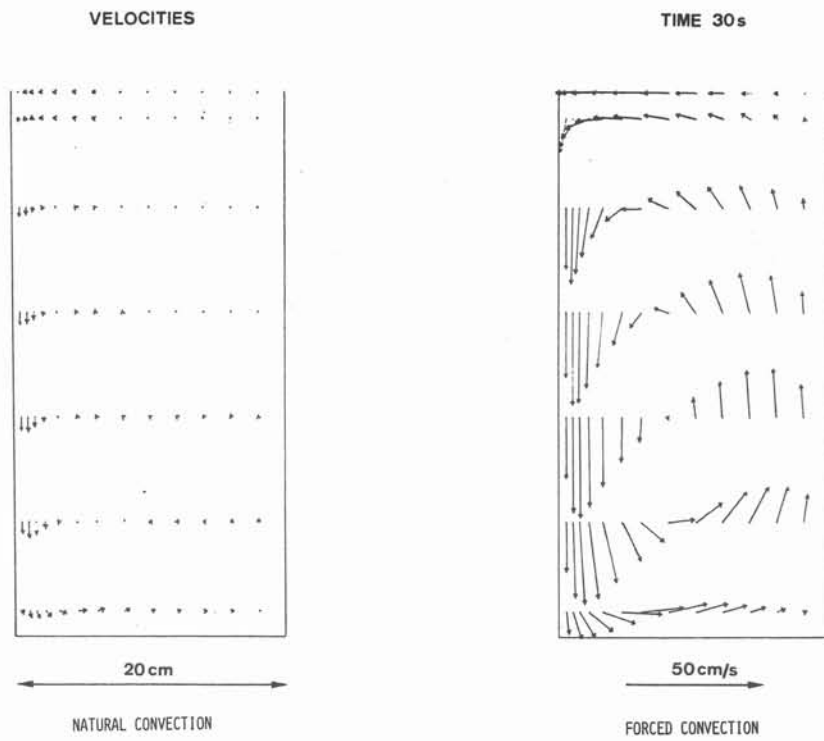 VELOCITIES
TIME 30s
20cm
50cm/s
NATURAL CONVECTION
FORCED CONVECTION